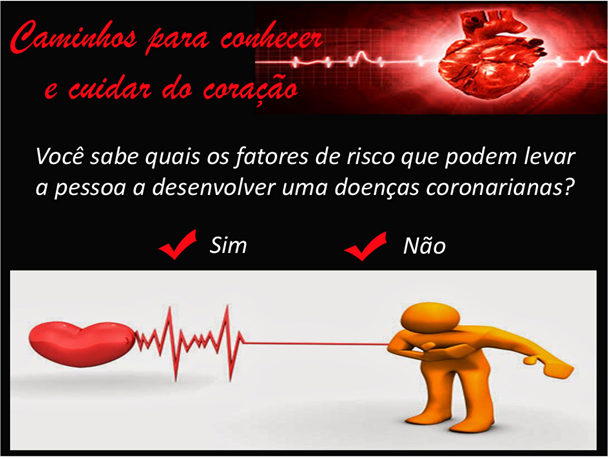 Caminhos para conhecer
e cuidar do coração
Você sabe quais os fatores de risco que podem levar
a pessoa a desenvolver uma doenças coronarianas?
Sim Não